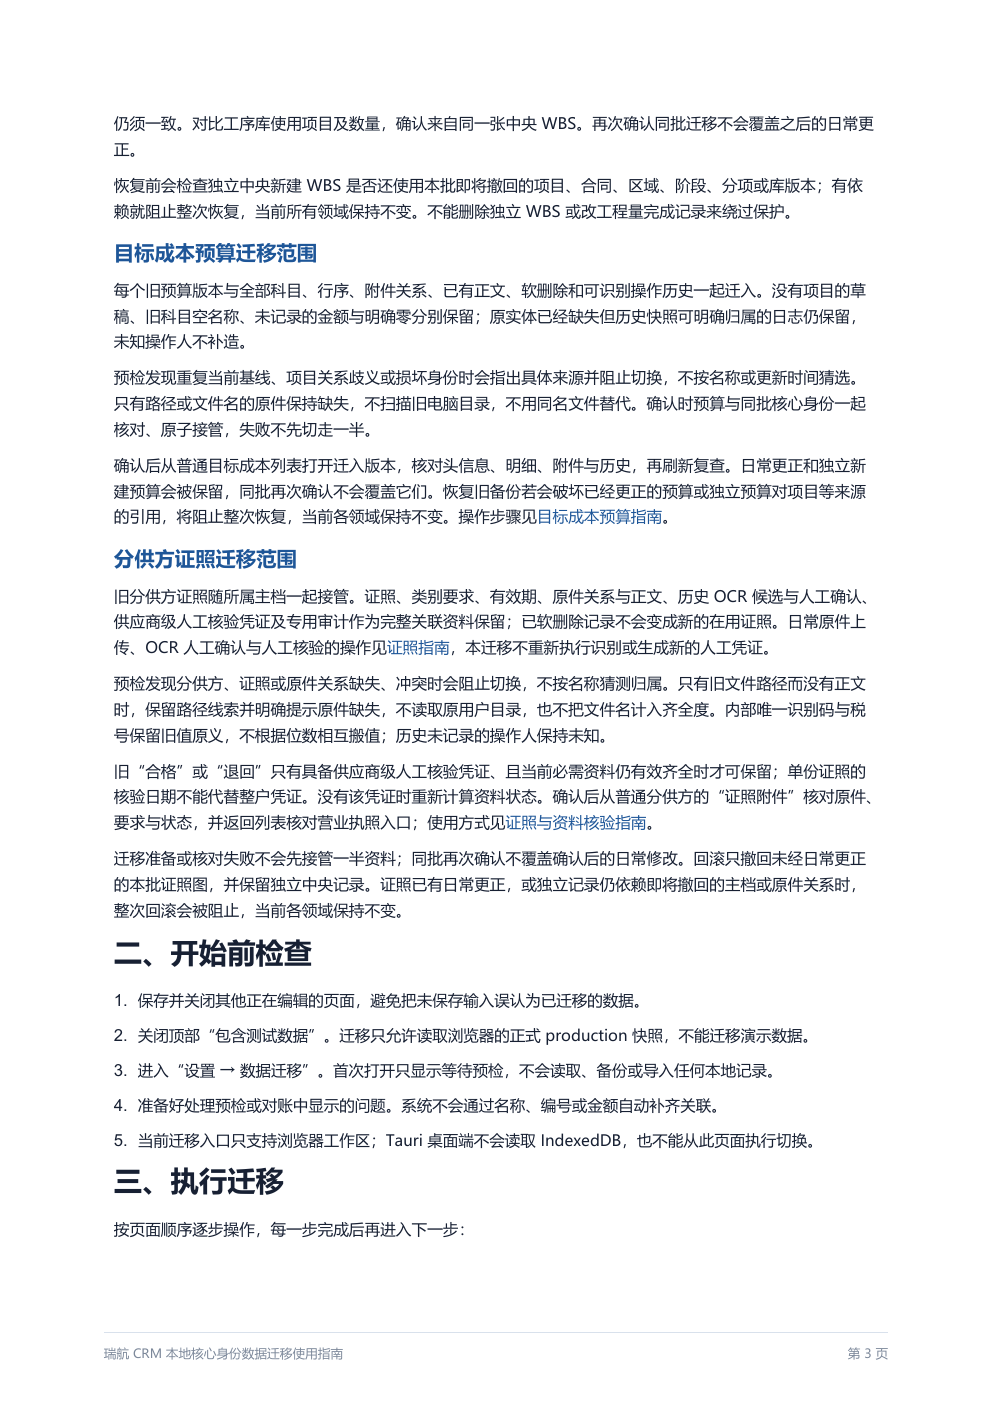 仍须一致。对比工序库使用项目及数量，确认来自同一张中央 WBS。再次确认同批迁移不会覆盖之后的日常更
正。
恢复前会检查独立中央新建 WBS 是否还使用本批即将撤回的项目、合同、区域、阶段、分项或库版本；有依
赖就阻止整次恢复，当前所有领域保持不变。不能删除独立 WBS 或改工程量完成记录来绕过保护。
目标成本预算迁移范围
每个旧预算版本与全部科目、行序、附件关系、已有正文、软删除和可识别操作历史一起迁入。没有项目的草
稿、旧科目空名称、未记录的金额与明确零分别保留；原实体已经缺失但历史快照可明确归属的日志仍保留，
未知操作人不补造。
预检发现重复当前基线、项目关系歧义或损坏身份时会指出具体来源并阻止切换，不按名称或更新时间猜选。
只有路径或文件名的原件保持缺失，不扫描旧电脑目录，不用同名文件替代。确认时预算与同批核心身份一起
核对、原子接管，失败不先切走一半。
确认后从普通目标成本列表打开迁入版本，核对头信息、明细、附件与历史，再刷新复查。日常更正和独立新
建预算会被保留，同批再次确认不会覆盖它们。恢复旧备份若会破坏已经更正的预算或独立预算对项目等来源
的引用，将阻止整次恢复，当前各领域保持不变。操作步骤见目标成本预算指南。
分供方证照迁移范围
旧分供方证照随所属主档一起接管。证照、类别要求、有效期、原件关系与正文、历史 OCR 候选与人工确认、
供应商级人工核验凭证及专用审计作为完整关联资料保留；已软删除记录不会变成新的在用证照。日常原件上
传、OCR 人工确认与人工核验的操作见证照指南，本迁移不重新执行识别或生成新的人工凭证。
预检发现分供方、证照或原件关系缺失、冲突时会阻止切换，不按名称猜测归属。只有旧文件路径而没有正文
时，保留路径线索并明确提示原件缺失，不读取原用户目录，也不把文件名计入齐全度。内部唯一识别码与税
号保留旧值原义，不根据位数相互搬值；历史未记录的操作人保持未知。
旧“合格”或“退回”只有具备供应商级人工核验凭证、且当前必需资料仍有效齐全时才可保留；单份证照的
核验日期不能代替整户凭证。没有该凭证时重新计算资料状态。确认后从普通分供方的“证照附件”核对原件、
要求与状态，并返回列表核对营业执照入口；使用方式见证照与资料核验指南。
迁移准备或核对失败不会先接管一半资料；同批再次确认不覆盖确认后的日常修改。回滚只撤回未经日常更正
的本批证照图，并保留独立中央记录。证照已有日常更正，或独立记录仍依赖即将撤回的主档或原件关系时，
整次回滚会被阻止，当前各领域保持不变。
二、开始前检查
1. 保存并关闭其他正在编辑的页面，避免把未保存输入误认为已迁移的数据。
2. 关闭顶部“包含测试数据”。迁移只允许读取浏览器的正式 production 快照，不能迁移演示数据。
3. 进入“设置 → 数据迁移”。首次打开只显示等待预检，不会读取、备份或导入任何本地记录。
4. 准备好处理预检或对账中显示的问题。系统不会通过名称、编号或金额自动补齐关联。
5. 当前迁移入口只支持浏览器工作区；Tauri 桌面端不会读取 IndexedDB，也不能从此页面执行切换。
三、执行迁移
按页面顺序逐步操作，每一步完成后再进入下一步：
瑞航 CRM 本地核心身份数据迁移使用指南
第 3 页